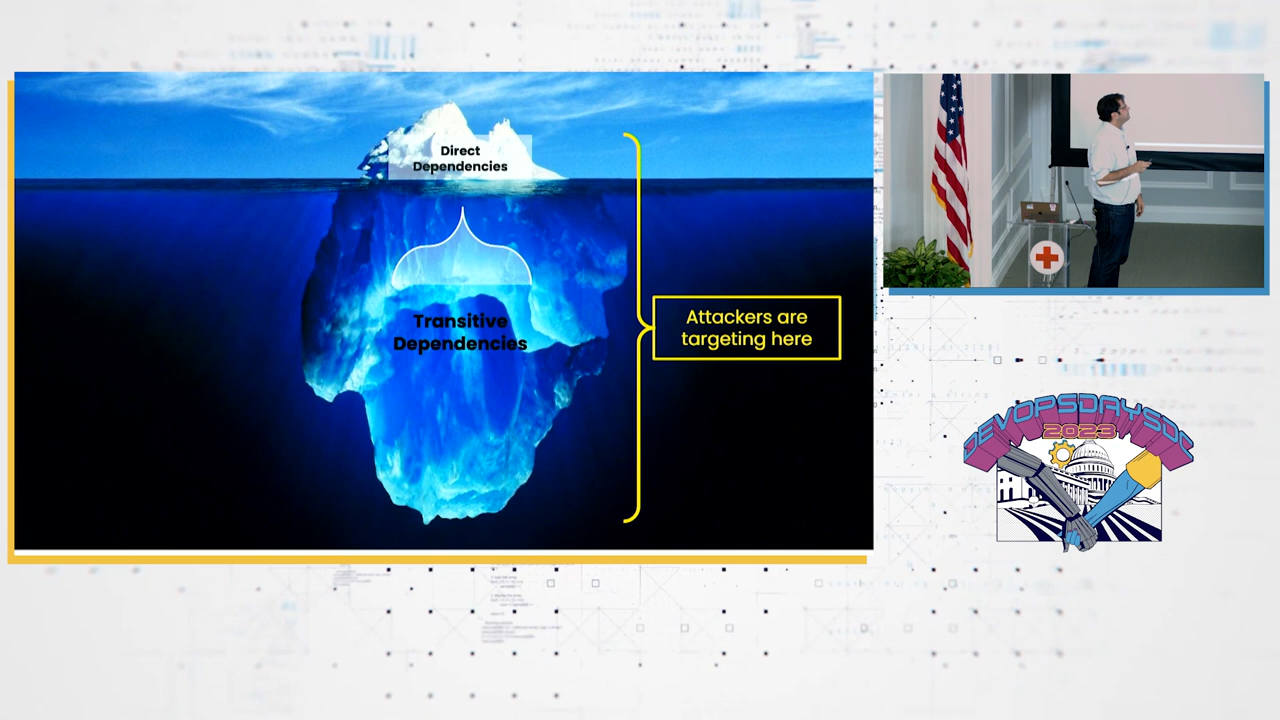 Direct
Dependencies
Transitive
Dependencies
Attackers are
targeting here
DEVOPSDAYSDC
2023